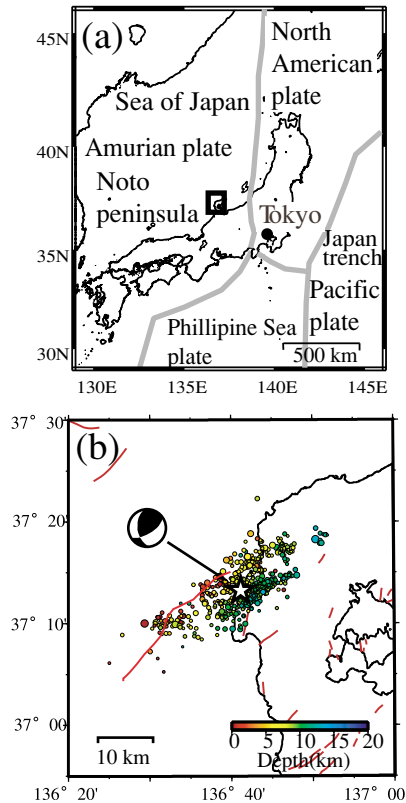 (a)
North
American
plate
Sea of Japan
Amurian plate
Noto
peninsula
Tokyo
Japan
trench
Pacific
plate
Phillipine Sea
plate
500 km
45N
40N
35N
30N
130E 135E 140E 145E
(b)
37° 30'
37° 20'
37° 10'
37° 00'
10 km
0 5 10 15 20
Depth(km)
136° 20' 136° 40' 137° 00'